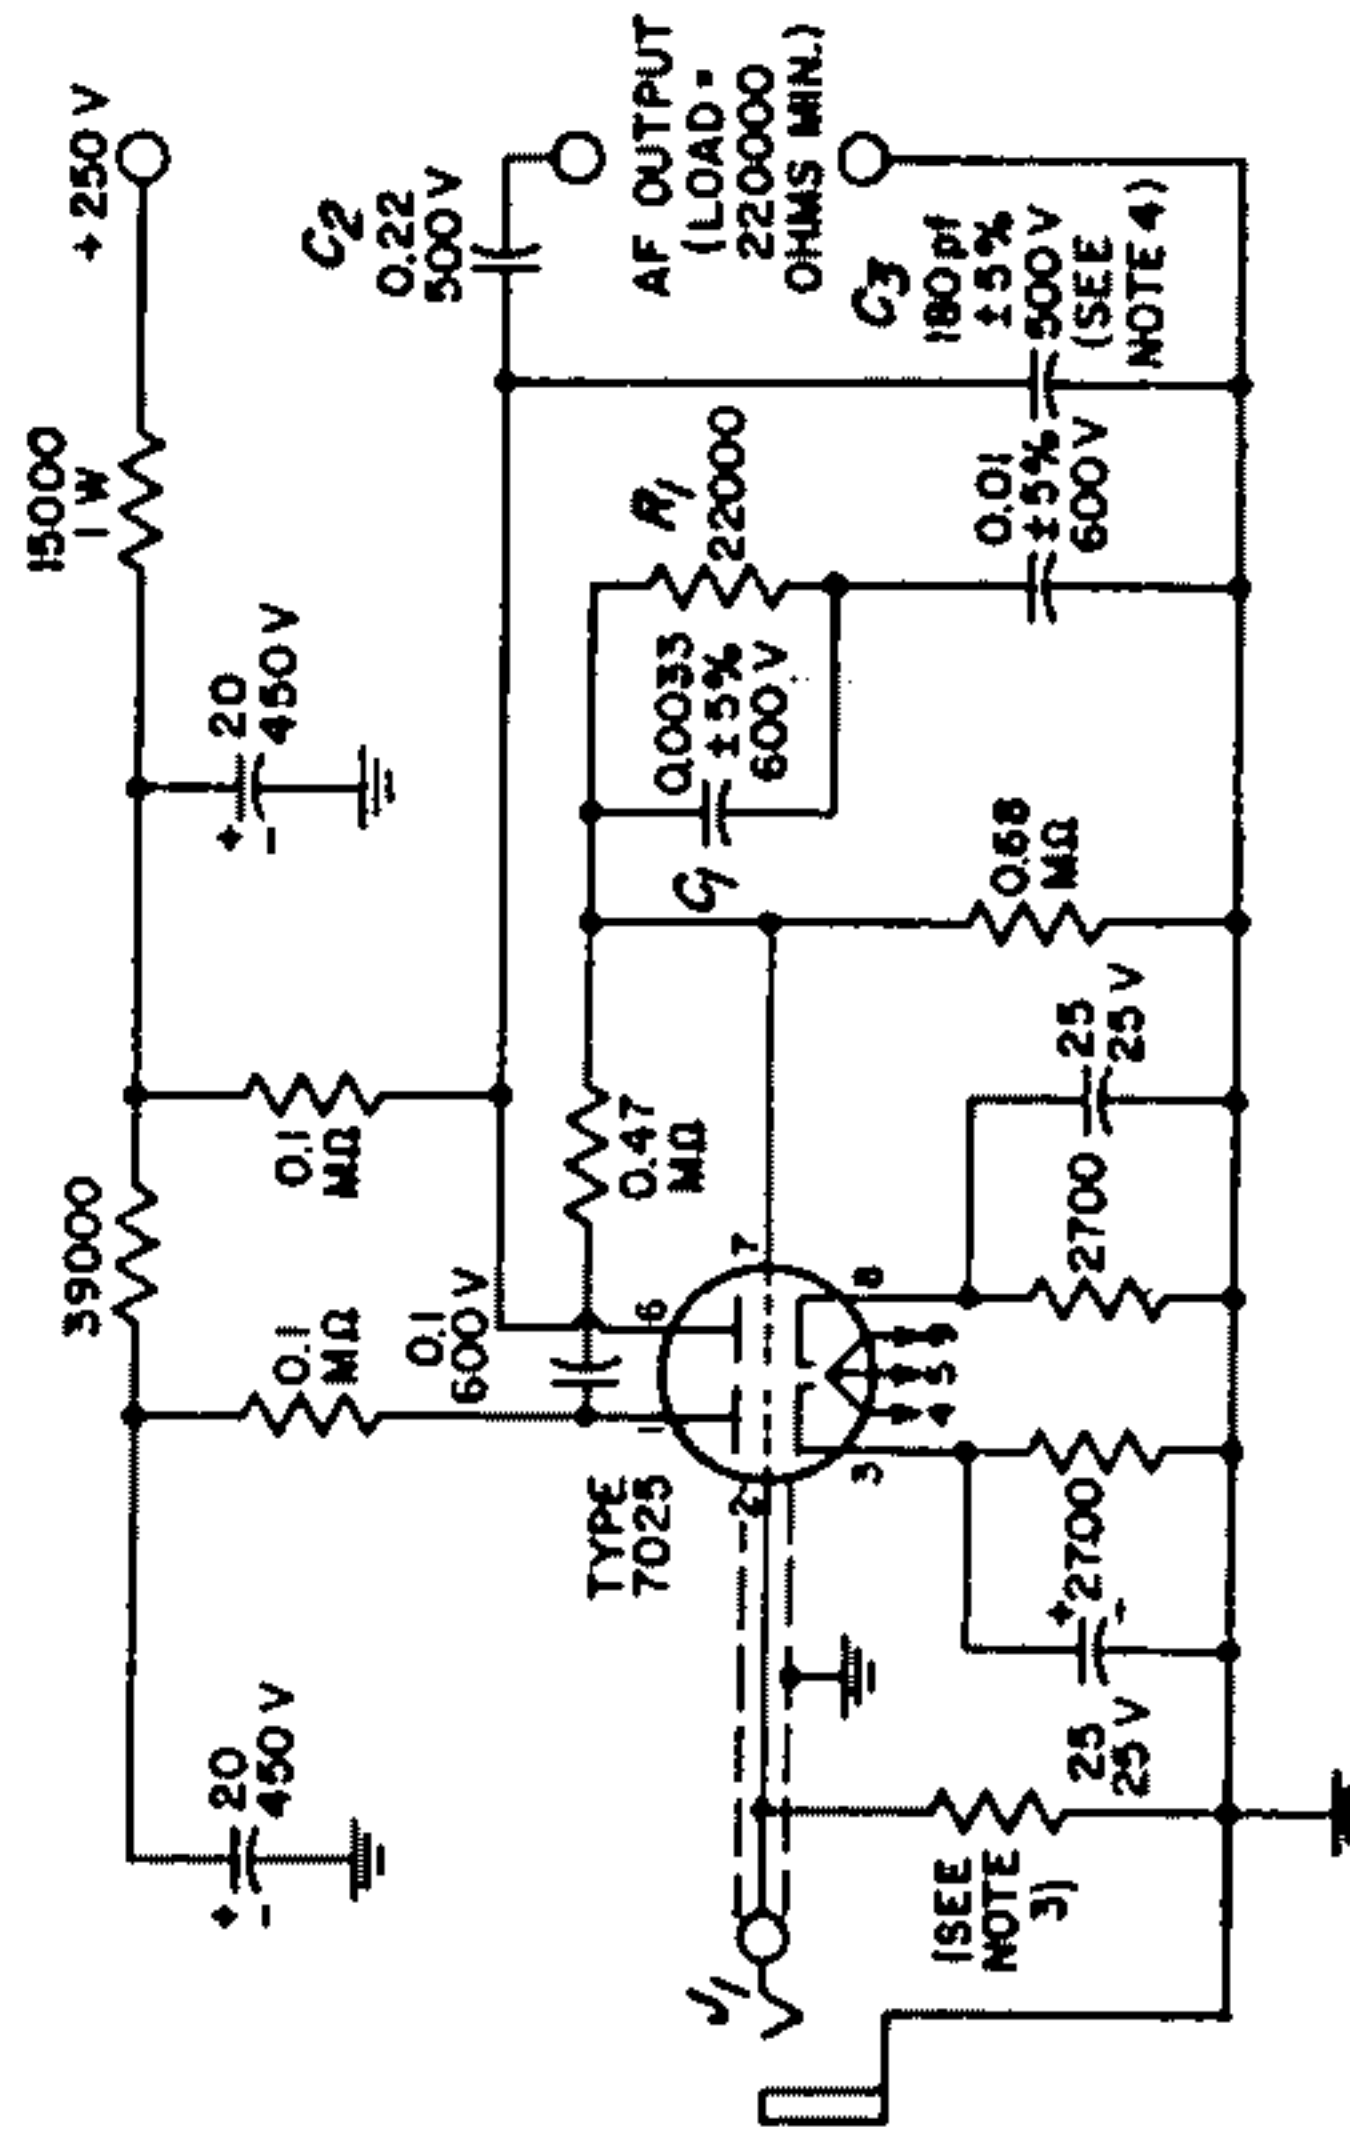 +250 V
15000
1 W
20
450 V
+
-
39000
0.1
MΩ
0.1
MΩ
20
450 V
+
-
C2
0.22
500 V
AF OUTPUT
(LOAD=
220000
OHMS MIN.)
C3
180 pf
±5%
500 V
(SEE
NOTE 4)
R1
22000
0.01
±5%
600 V
0.0033
±5%
600 V
C1
0.68
MΩ
0.47
MΩ
0.1
600 V
TYPE
7025
1
6
2
7
3
8
4
5
9
25
25 V
2700
2700
+
-
25
25 V
J1
(SEE
NOTE
3)